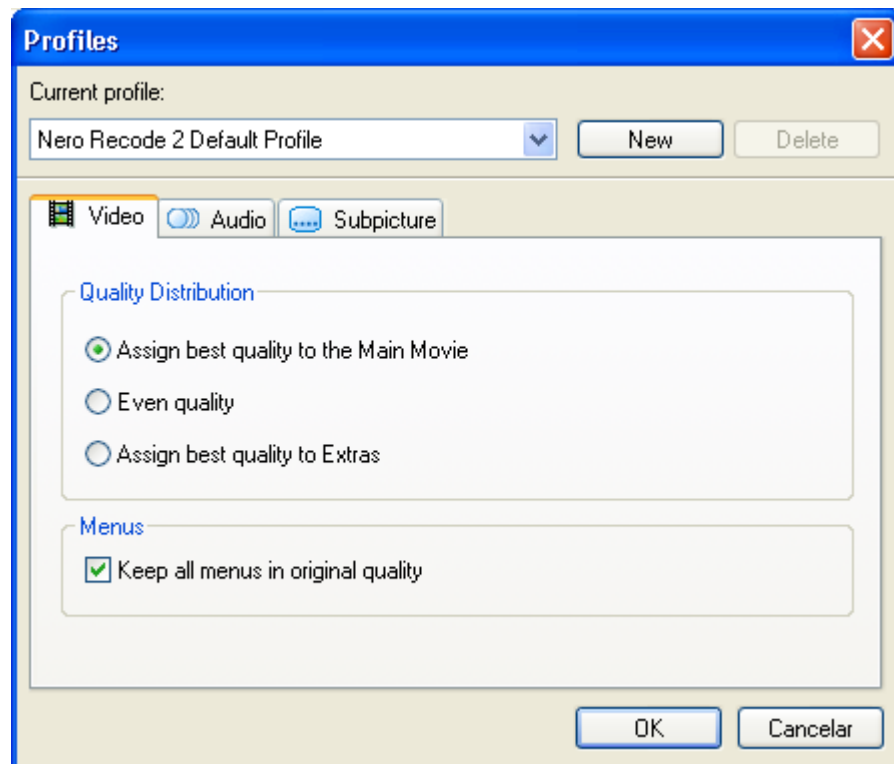 Profiles
Current profile:
Nero Recode 2 Default Profile
New
Delete
Video
Audio
Subpicture
Quality Distribution
Assign best quality to the Main Movie
Even quality
Assign best quality to Extras
Menus
Keep all menus in original quality
OK
Cancelar